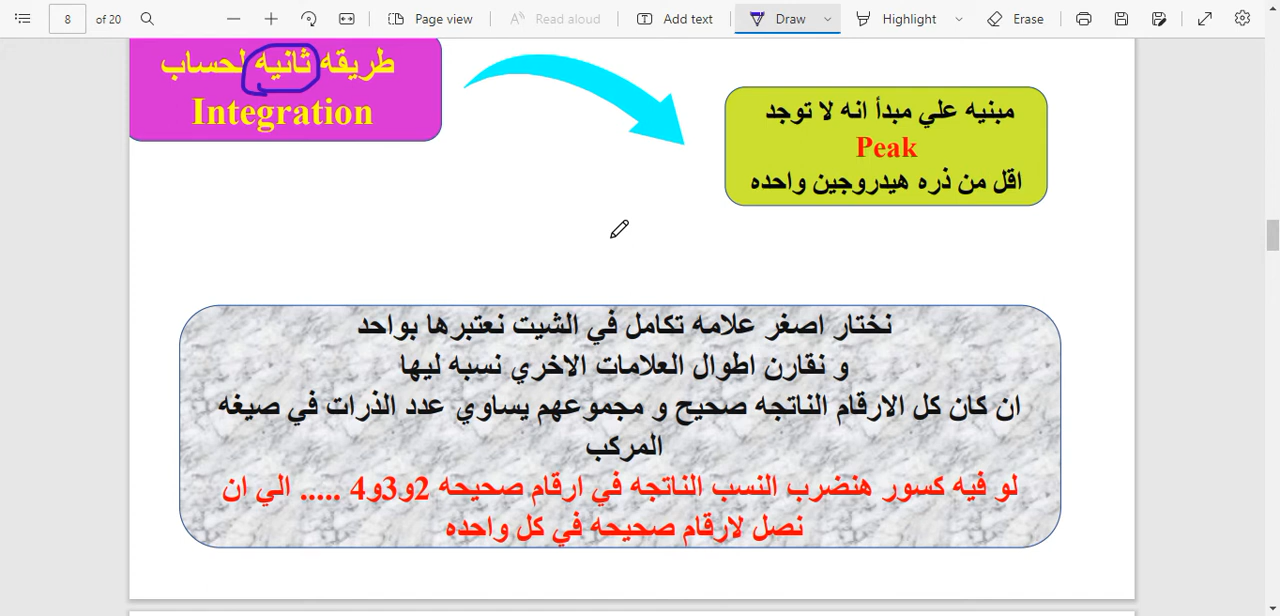 8 of 20 Page view Read aloud Add text Draw Highlight Erase
طريقه ثانيه لحساب
Integration
مبنيه علي مبدأ انه لا توجد
Peak
اقل من ذره هيدروجين واحده
نختار اصغر علامه تكامل في الشيت نعتبرها بواحد
و نقارن اطوال العلامات الاخري نسبه ليها
ان كان كل الارقام الناتجه صحيح و مجموعهم يساوي عدد الذرات في صيغه
المركب
لو فيه كسور هنضرب النسب الناتجه في ارقام صحيحه 2و3و4 ..... الي ان
نصل لارقام صحيحه في كل واحده